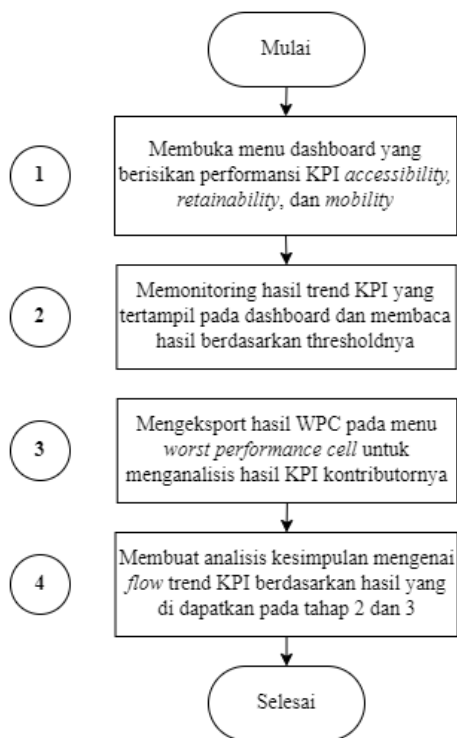 Mulai
1
Membuka menu dashboard yang
berisikan performansi KPI accessibility,
retainability, dan mobility
2
Memonitoring hasil trend KPI yang
tertampil pada dashboard dan membaca
hasil berdasarkan thresholdnya
3
Mengeksport hasil WPC pada menu
worst performance cell untuk
menganalisis hasil KPI kontributornya
4
Membuat analisis kesimpulan mengenai
flow trend KPI berdasarkan hasil yang
di dapatkan pada tahap 2 dan 3
Selesai